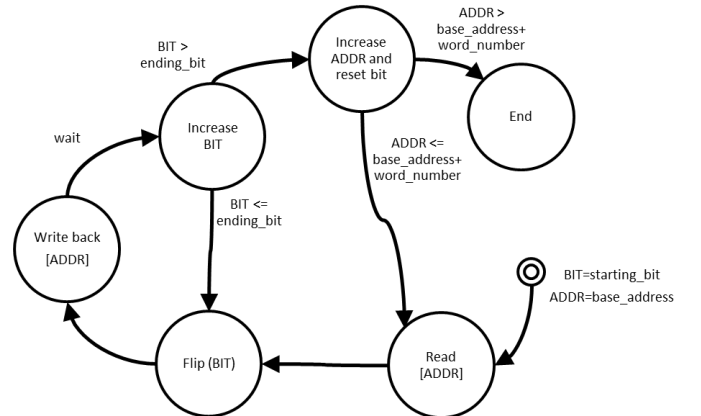 ADDR >
base_address+
word_number
Increase
ADDR and
reset bit
BIT >
ending_bit
End
Increase
BIT
wait
ADDR <=
base_address+
word_number
BIT <=
ending_bit
Write back
[ADDR]
BIT=starting_bit
ADDR=base_address
Flip (BIT)
Read
[ADDR]